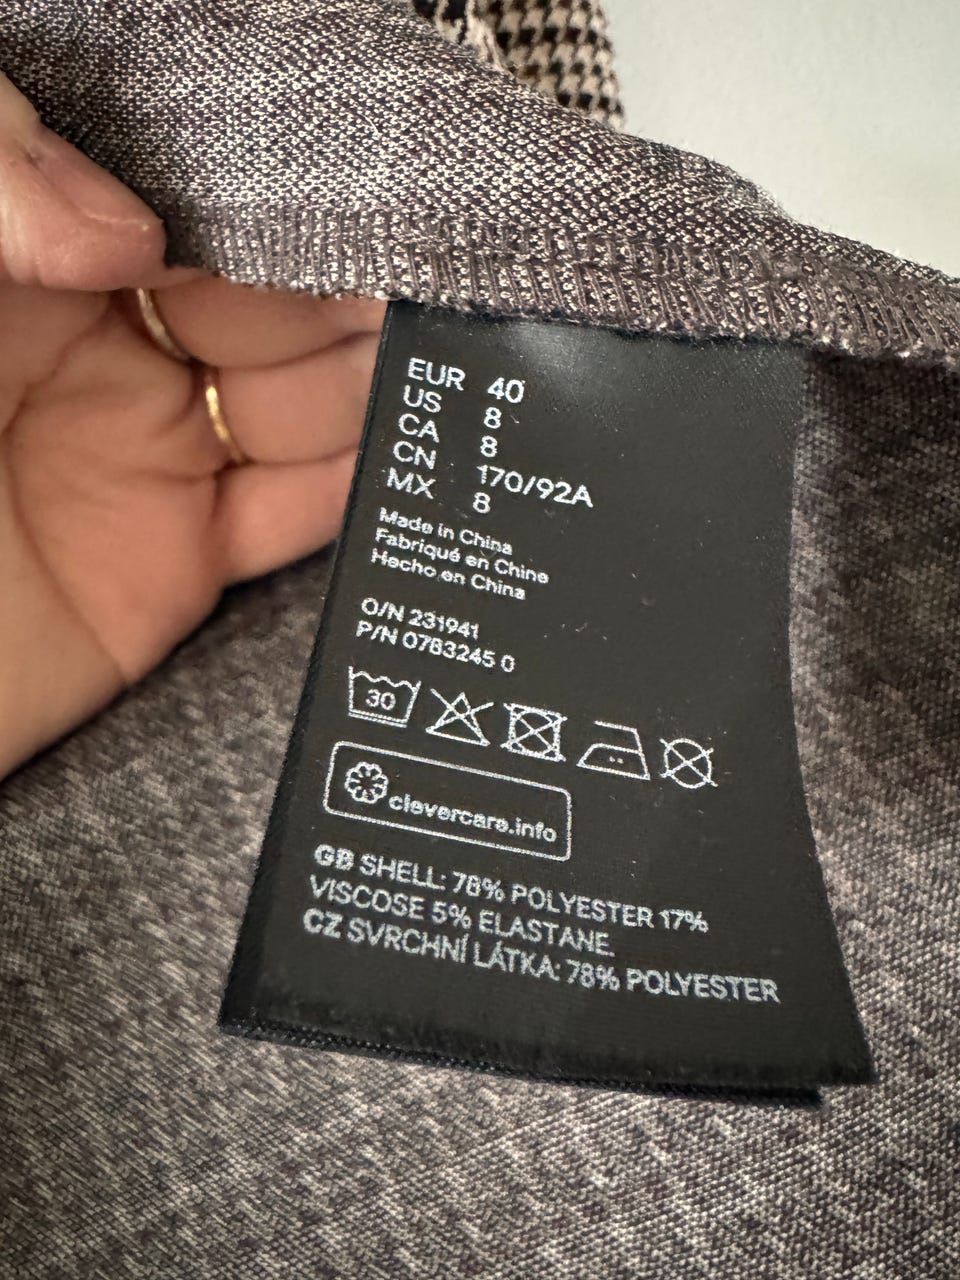 EUR 40
US 8
CA 8
CN 170/92A
MX 8
Made in China
Fabriqué en Chine
Hecho en China
O/N 231941
P/N 0783245 0
30
clevercare.info
GB SHELL: 78% POLYESTER 17%
VISCOSE 5% ELASTANE
CZ SVRCHNÍ LÁTKA: 78% POLYESTER